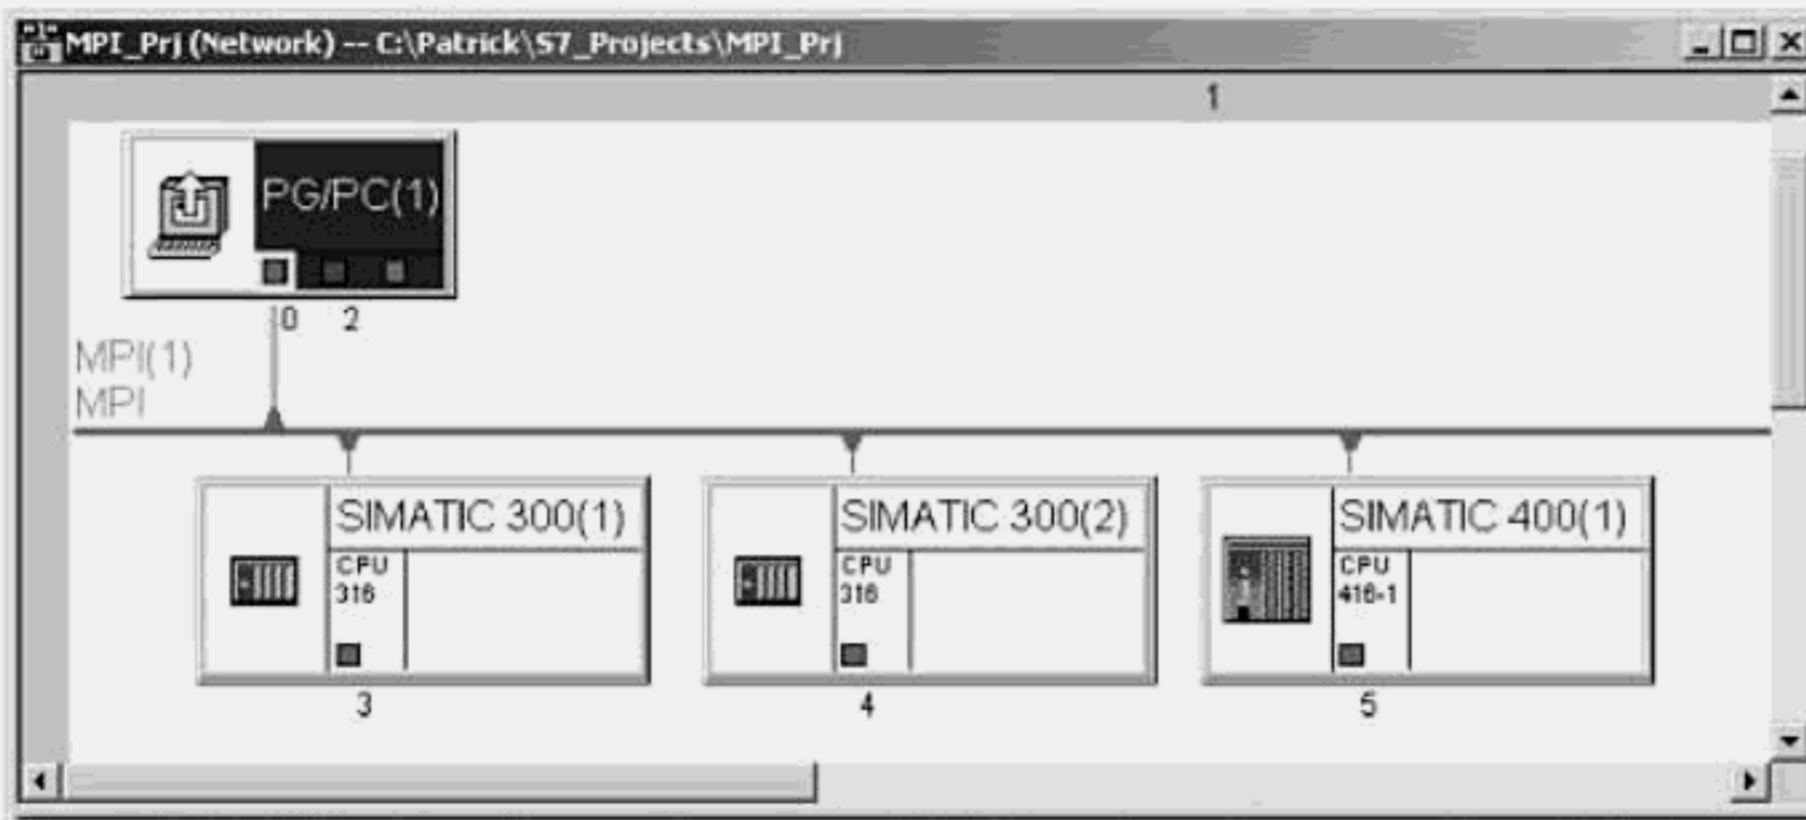 MPI_Prj (Network) -- C:\Patrick\S7_Projects\MPI_Prj
1
PG/PC(1)
0 2
MPI(1)
MPI
SIMATIC 300(1)
CPU
316
3
SIMATIC 300(2)
CPU
316
4
SIMATIC 400(1)
CPU
416-1
5